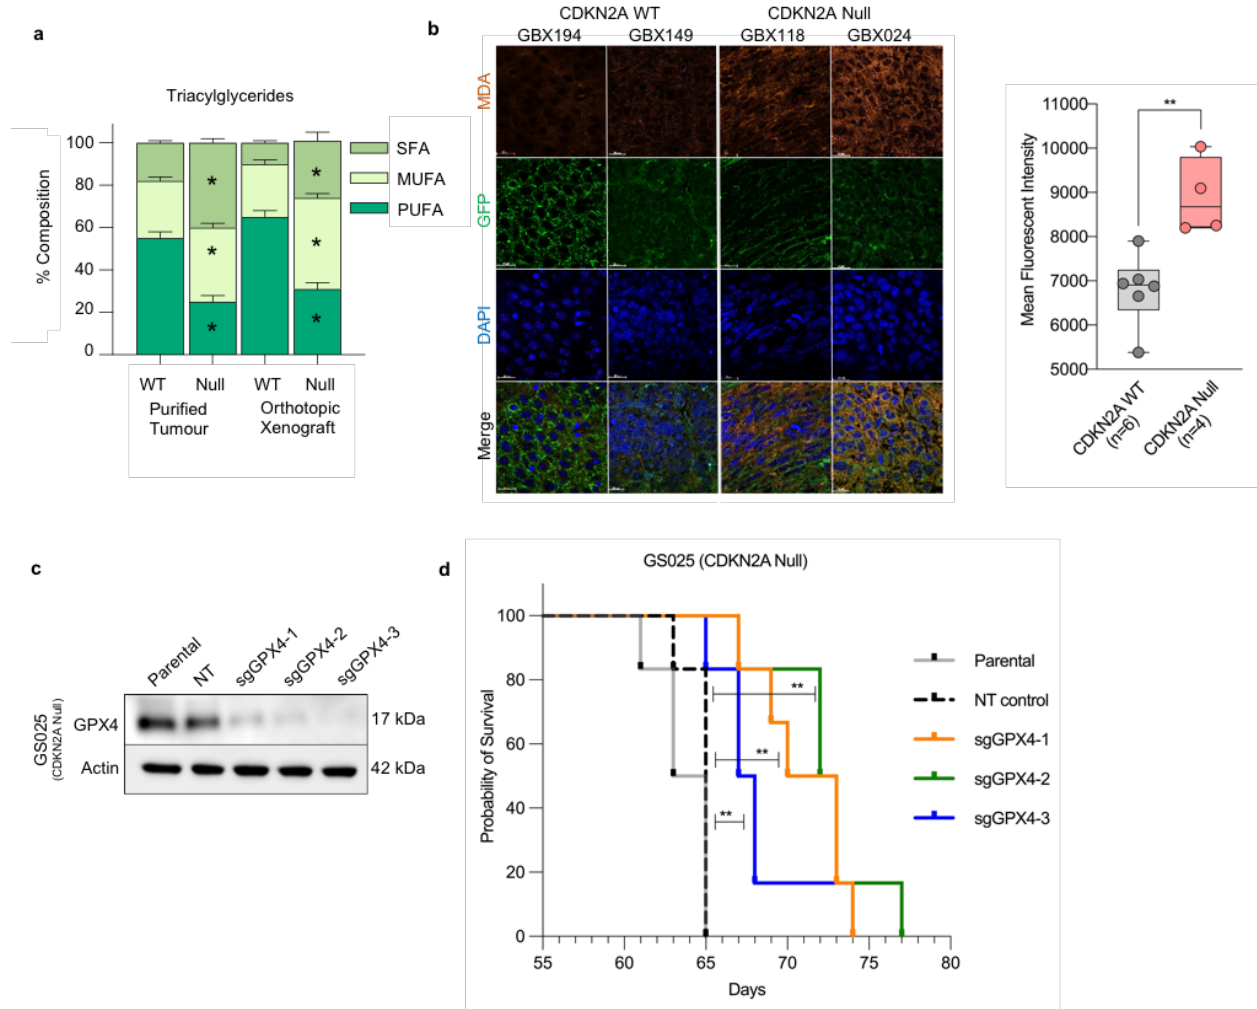 a
Triacylglycerides
% Composition
100
80
60
40
20
0
*
*
*
*
*
*
SFA
MUFA
PUFA
WT Null WT Null
Purified Orthotopic
Tumour Xenograft
b
CDKN2A WT CDKN2A Null
GBX194 GBX149 GBX118 GBX024
MDA
GFP
DAPI
Merge
Mean Fluorescent Intensity
11000
10000
9000
8000
7000
6000
5000
**
CDKN2A WT
(n=6)
CDKN2A Null
(n=4)
c
Parental NT sgGPX4-1 sgGPX4-2 sgGPX4-3
GS025
(CDKN2A Null)
GPX4 17 kDa
Actin 42 kDa
d
GS025 (CDKN2A Null)
Probability of Survival
100
80
60
40
20
0
**
**
**
55 60 65 70 75 80
Days
Parental
NT control
sgGPX4-1
sgGPX4-2
sgGPX4-3